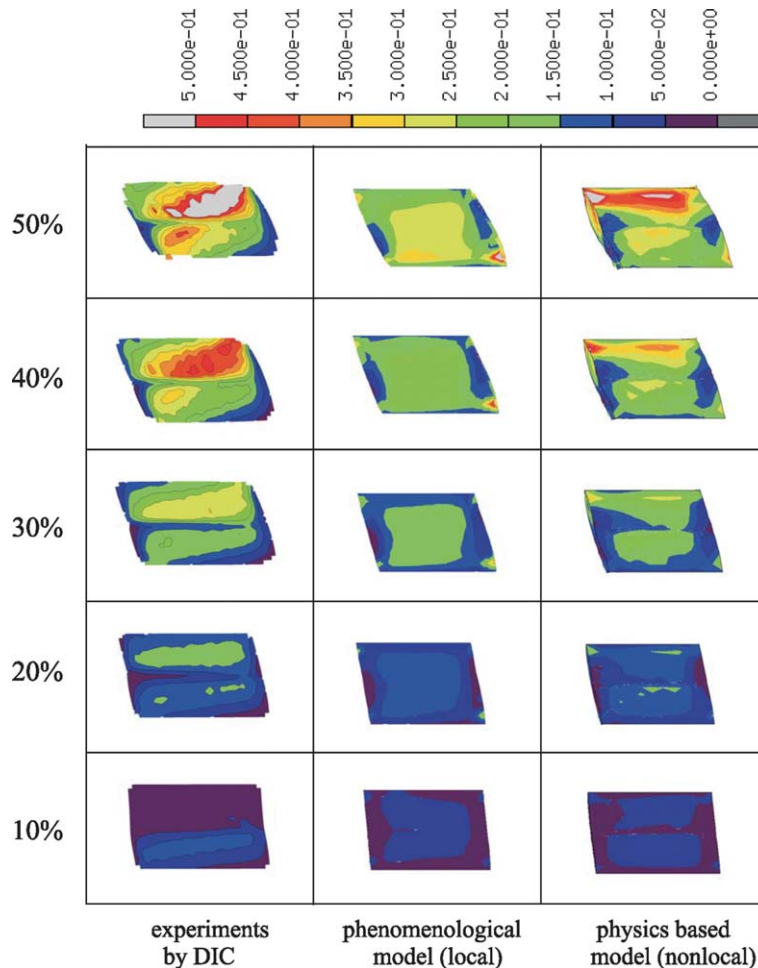 5.000e-01
4.500e-01
4.000e-01
3.500e-01
3.000e-01
2.500e-01
2.000e-01
1.500e-01
1.000e-01
5.000e-02
0.000e+00
50%
40%
30%
20%
10%
experiments
by DIC
phenomenological
model (local)
physics based
model (nonlocal)